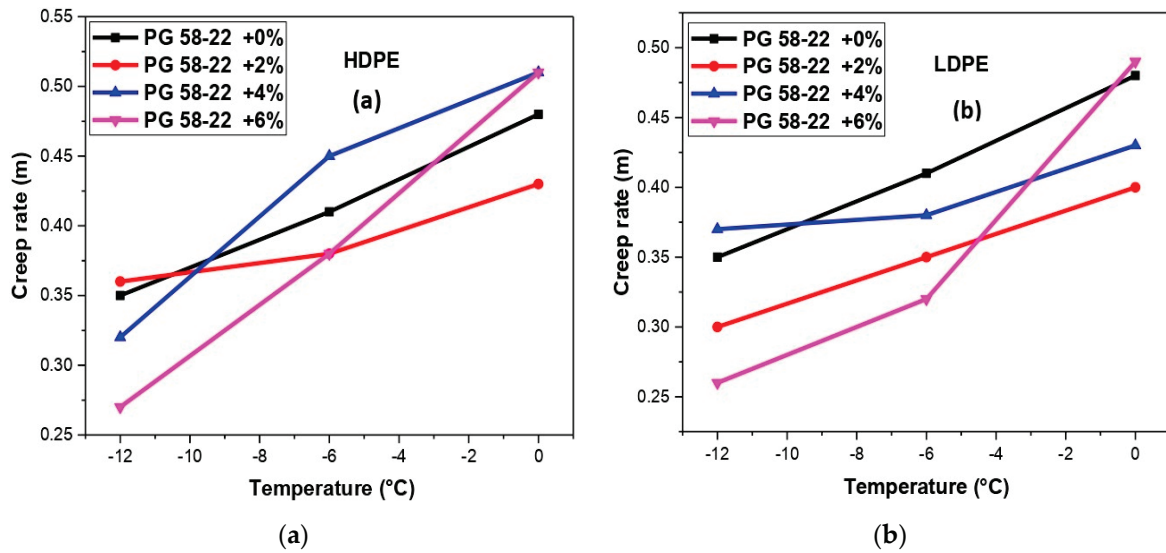 0.55
0.50
0.45
0.40
0.35
0.30
0.25
Creep rate (m)
PG 58-22 +0%
PG 58-22 +2%
PG 58-22 +4%
PG 58-22 +6%
HDPE
(a)
-12 -10 -8 -6 -4 -2 0
Temperature (°C)
(a)
0.50
0.45
0.40
0.35
0.30
0.25
Creep rate (m)
PG 58-22 +0%
PG 58-22 +2%
PG 58-22 +4%
PG 58-22 +6%
LDPE
(b)
-12 -10 -8 -6 -4 -2 0
Temperature (°C)
(b)